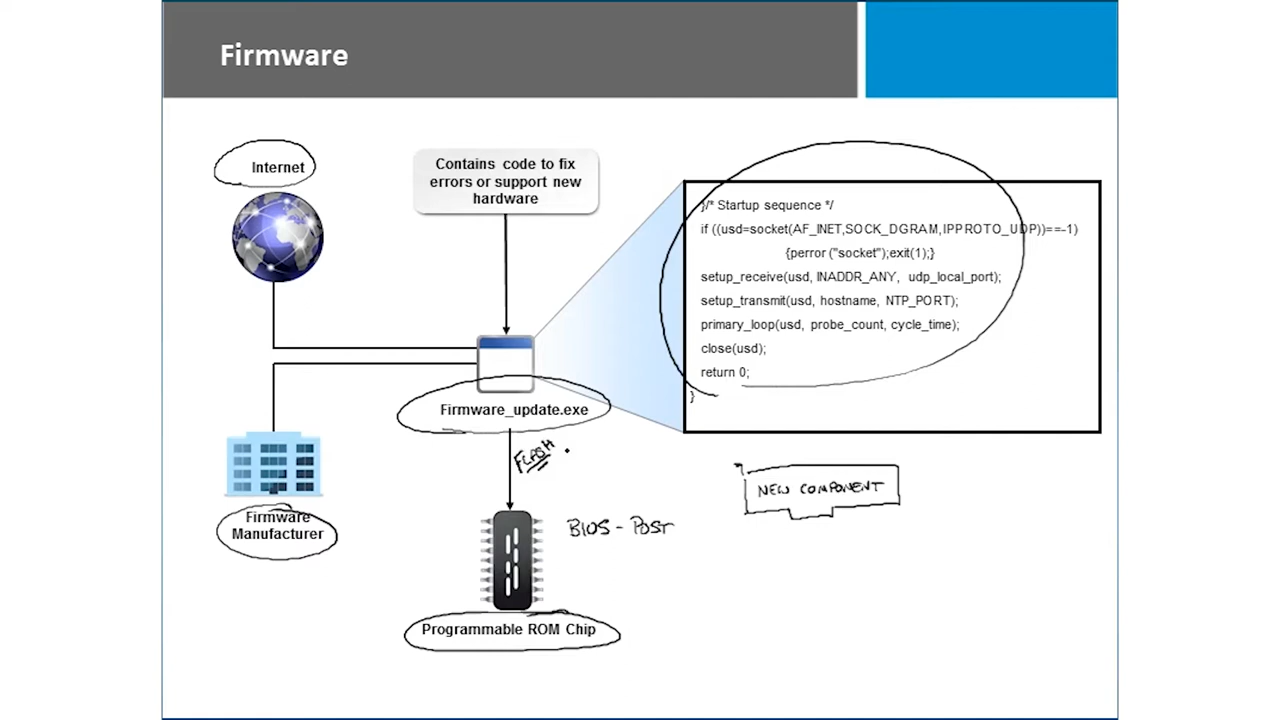 Firmware
Internet
Contains code to fix
errors or support new
hardware
}/* Startup sequence */
if ((usd=socket(AF_INET,SOCK_DGRAM,IPPROTO_UDP))==-1)
{perror ("socket");exit(1);}
setup_receive(usd, INADDR_ANY, udp_local_port);
setup_transmit(usd, hostname, NTP_PORT);
primary_loop(usd, probe_count, cycle_time);
close(usd);
return 0;
}
Firmware_update.exe
FLASH
Firmware
Manufacturer
NEW COMPONENT
BIOS - POST
Programmable ROM Chip